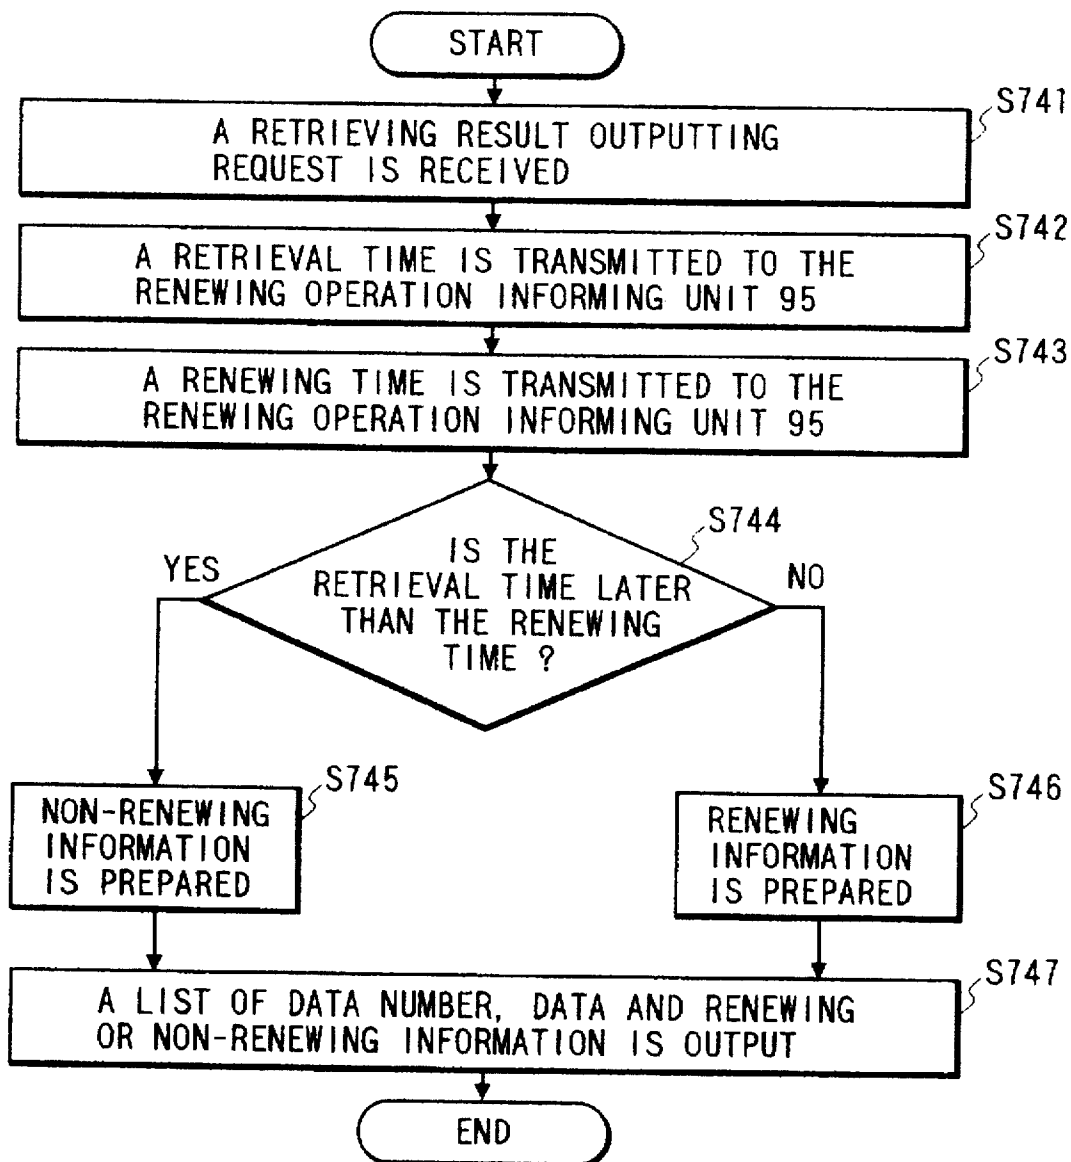 START
S741
A RETRIEVING RESULT OUTPUTTING
REQUEST IS RECEIVED
S742
A RETRIEVAL TIME IS TRANSMITTED TO THE
RENEWING OPERATION INFORMING UNIT 95
S743
A RENEWING TIME IS TRANSMITTED TO THE
RENEWING OPERATION INFORMING UNIT 95
S744
IS THE
RETRIEVAL TIME LATER
THAN THE RENEWING
TIME ?
YES
NO
S745
NON-RENEWING
INFORMATION
IS PREPARED
S746
RENEWING
INFORMATION
IS PREPARED
S747
A LIST OF DATA NUMBER, DATA AND RENEWING
OR NON-RENEWING INFORMATION IS OUTPUT
END